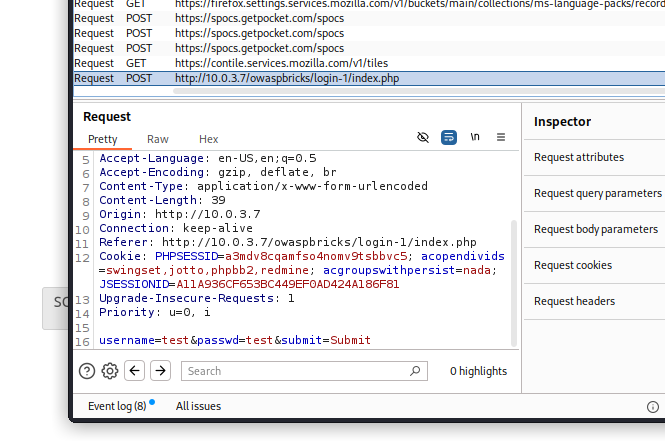 Request GET https://firefox.settings.services.mozilla.com/v1/buckets/main/collections/ms-language-packs/record
Request POST https://spocs.getpocket.com/spocs
Request POST https://spocs.getpocket.com/spocs
Request POST https://spocs.getpocket.com/spocs
Request GET https://contile.services.mozilla.com/v1/tiles
Request POST http://10.0.3.7/owaspbricks/login-1/index.php
Request
Pretty Raw Hex
\n
5 Accept-Language: en-US,en;q=0.5
6 Accept-Encoding: gzip, deflate, br
7 Content-Type: application/x-www-form-urlencoded
8 Content-Length: 39
9 Origin: http://10.0.3.7
10 Connection: keep-alive
11 Referer: http://10.0.3.7/owaspbricks/login-1/index.php
12 Cookie: PHPSESSID=a3mdv8cqamfso4nomv9tsbbvc5; acopendivids
=swingset,jotto,phpbb2,redmine; acgroupswithpersist=nada;
JSESSIONID=A11A936CF653BC449EF0AD424A186F81
13 Upgrade-Insecure-Requests: 1
14 Priority: u=0, i
15
16 username=test&passwd=test&submit=Submit
Search
0 highlights
Event log (8) All issues
Inspector
Request attributes
Request query parameters
Request body parameters
Request cookies
Request headers